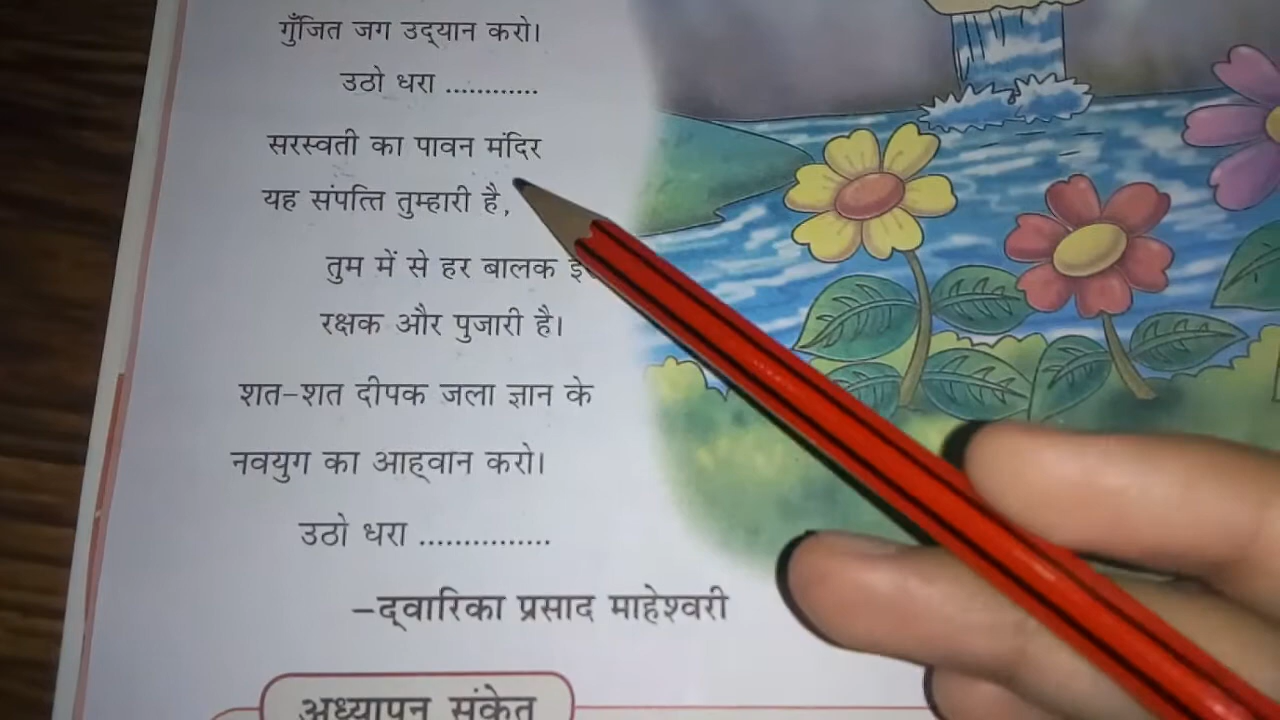 गुँजित जग उद्यान करो।
उठो धरा ............
सरस्वती का पावन मंदिर
यह संपत्ति तुम्हारी है,
तुम में से हर बालक
रक्षक और पुजारी है।
शत-शत दीपक जला ज्ञान के
नवयुग का आह्वान करो।
उठो धरा ...............
-द्वारिका प्रसाद माहेश्वरी
अध्यापन संकेत